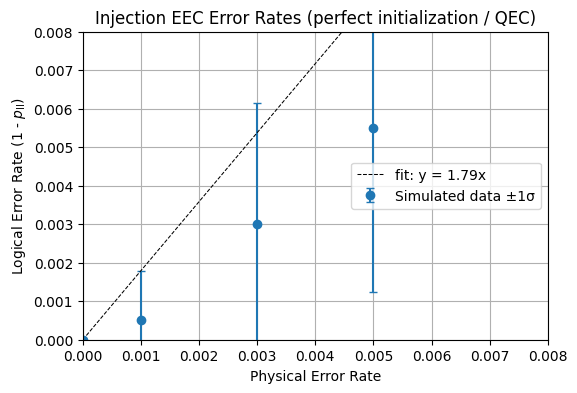 Injection EEC Error Rates (perfect initialization / QEC)
0.008
0.007
0.006
0.005
0.004
0.003
0.002
0.001
0.000
Logical Error Rate (1 - p_II)
fit: y = 1.79x
Simulated data ±1σ
0.000 0.001 0.002 0.003 0.004 0.005 0.006 0.007 0.008
Physical Error Rate